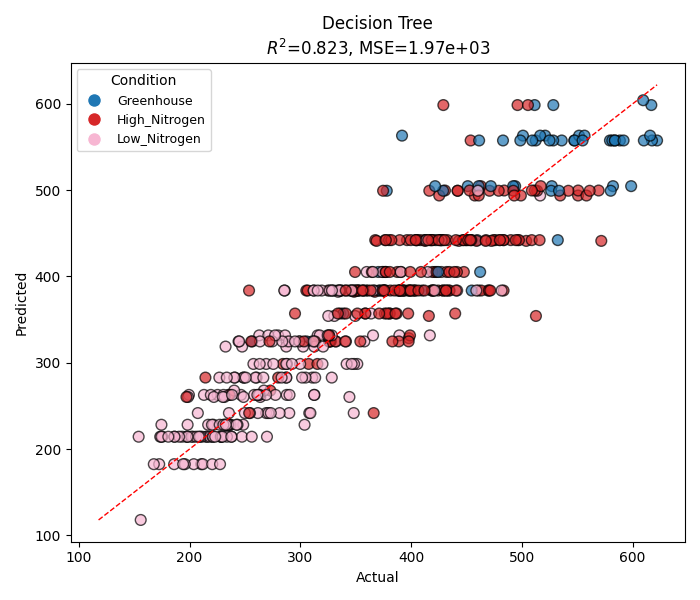 Decision Tree
R²=0.823, MSE=1.97e+03
Condition
Greenhouse
High_Nitrogen
Low_Nitrogen
Predicted
600
500
400
300
200
100
100 200 300 400 500 600
Actual